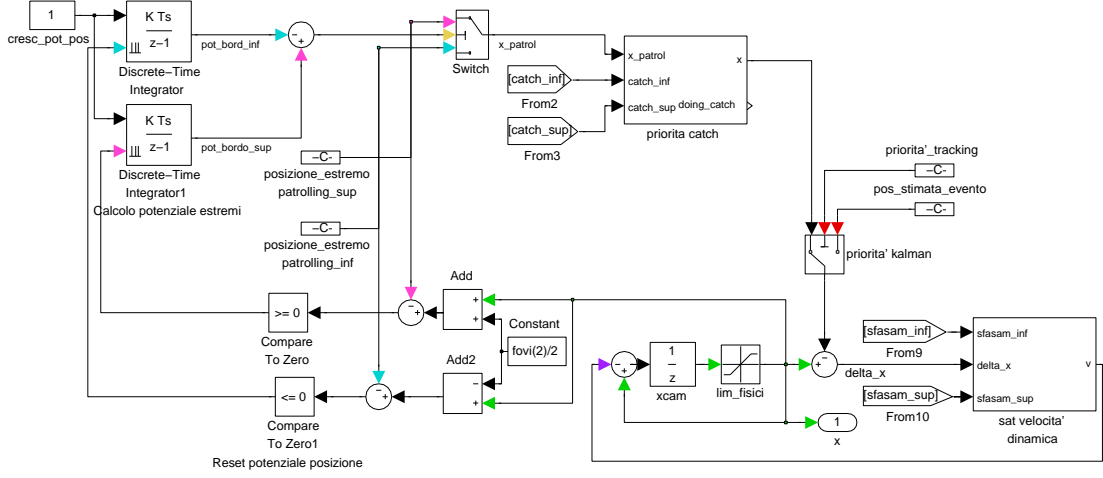 1
cresc_pot_pos
K Ts
z−1
pot_bord_inf
Discrete−Time
Integrator
K Ts
z−1
pot_bordo_sup
Discrete−Time
Integrator1
Calcolo potenziale estremi
−
+
Switch
x_patrol
[catch_inf]
From2
[catch_sup]
From3
x_patrol
catch_inf
catch_sup
x
doing_catch
priorita catch
−C−
posizione_estremo
patrolling_sup
−C−
posizione_estremo
patrolling_inf
priorita'_tracking
−C−
pos_stimata_evento
−C−
priorita' kalman
>= 0
Compare
To Zero
−
+
Add
+
+
Constant
fovi(2)/2
Add2
−
+
<= 0
Compare
To Zero1
−
+
Reset potenziale posizione
−
+
1
z
xcam
lim_fisici
+
−
delta_x
1
x
[sfasam_inf]
From9
[sfasam_sup]
From10
sfasam_inf
delta_x
sfasam_sup
v
sat velocita'
dinamica